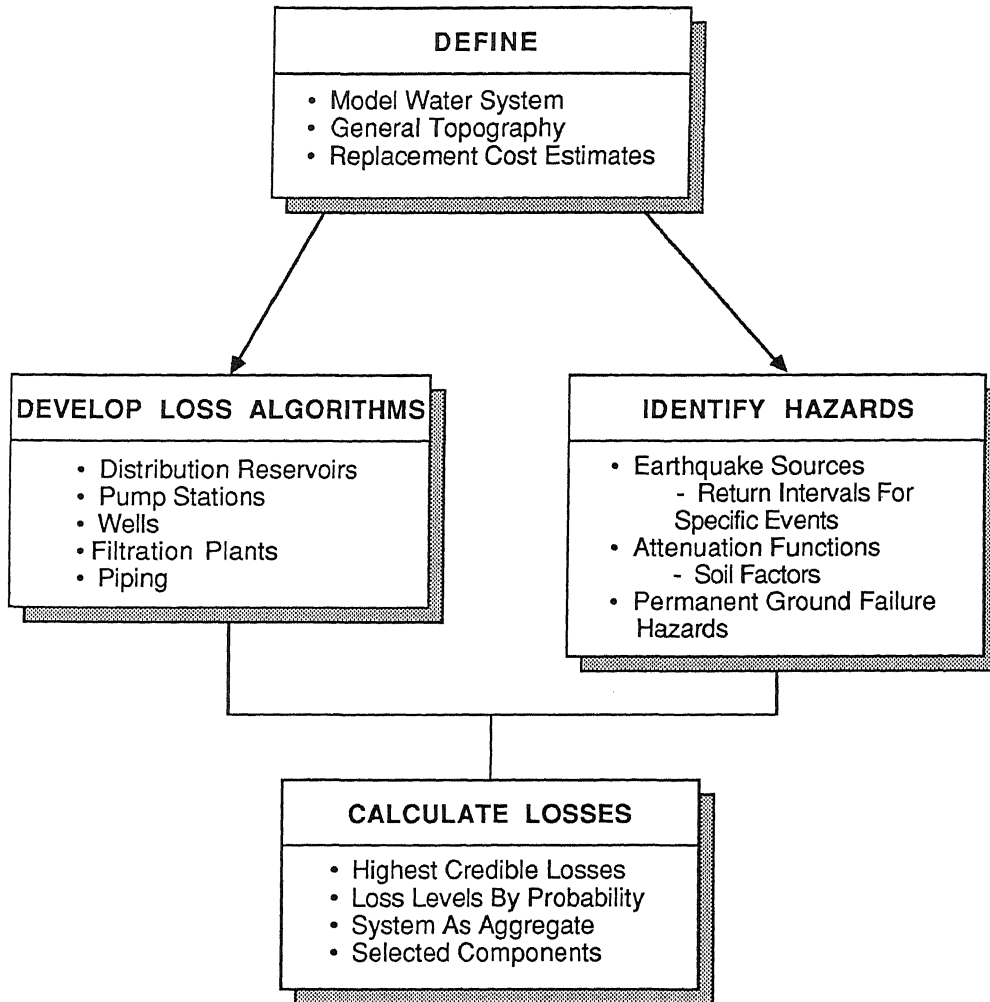 DEFINE
• Model Water System
• General Topography
• Replacement Cost Estimates
DEVELOP LOSS ALGORITHMS
• Distribution Reservoirs
• Pump Stations
• Wells
• Filtration Plants
• Piping
IDENTIFY HAZARDS
• Earthquake Sources
- Return Intervals For
Specific Events
• Attenuation Functions
- Soil Factors
• Permanent Ground Failure
Hazards
CALCULATE LOSSES
• Highest Credible Losses
• Loss Levels By Probability
• System As Aggregate
• Selected Components